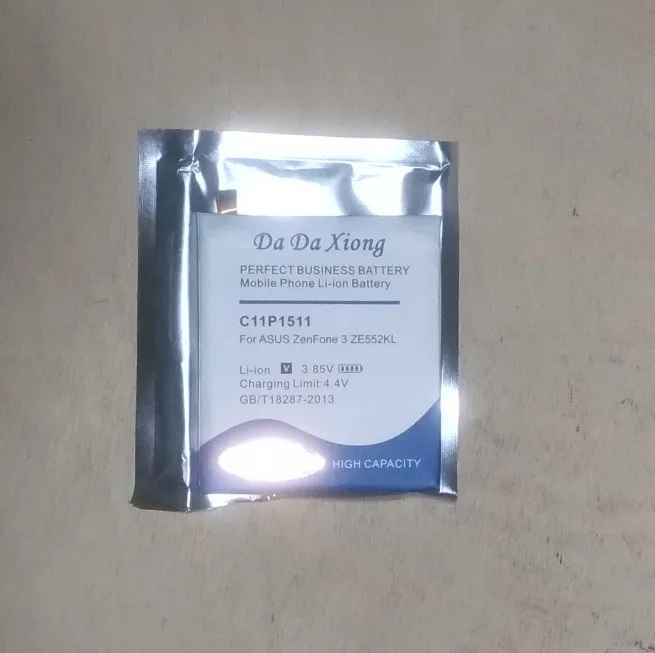 Da Da Xiong
PERFECT BUSINESS BATTERY
Mobile Phone Li-ion Battery
C11P1511
For ASUS ZenFone 3 ZE552KL
Li-ion V 3 85V
Charging Limit:4 4V
GB/T18287-2013
HIGH CAPACITY